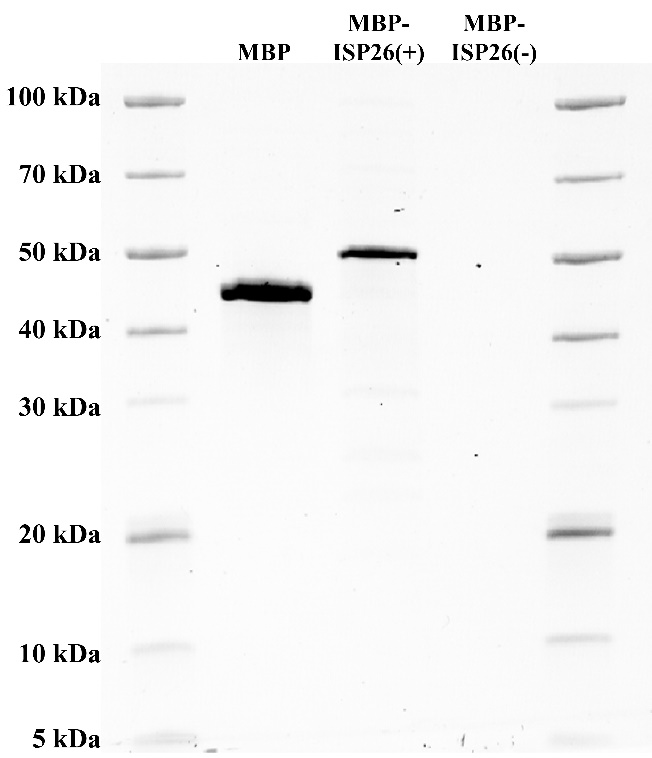 MBP
MBP-
ISP26(+)
MBP-
ISP26(-)
100 kDa
70 kDa
50 kDa
40 kDa
30 kDa
20 kDa
10 kDa
5 kDa